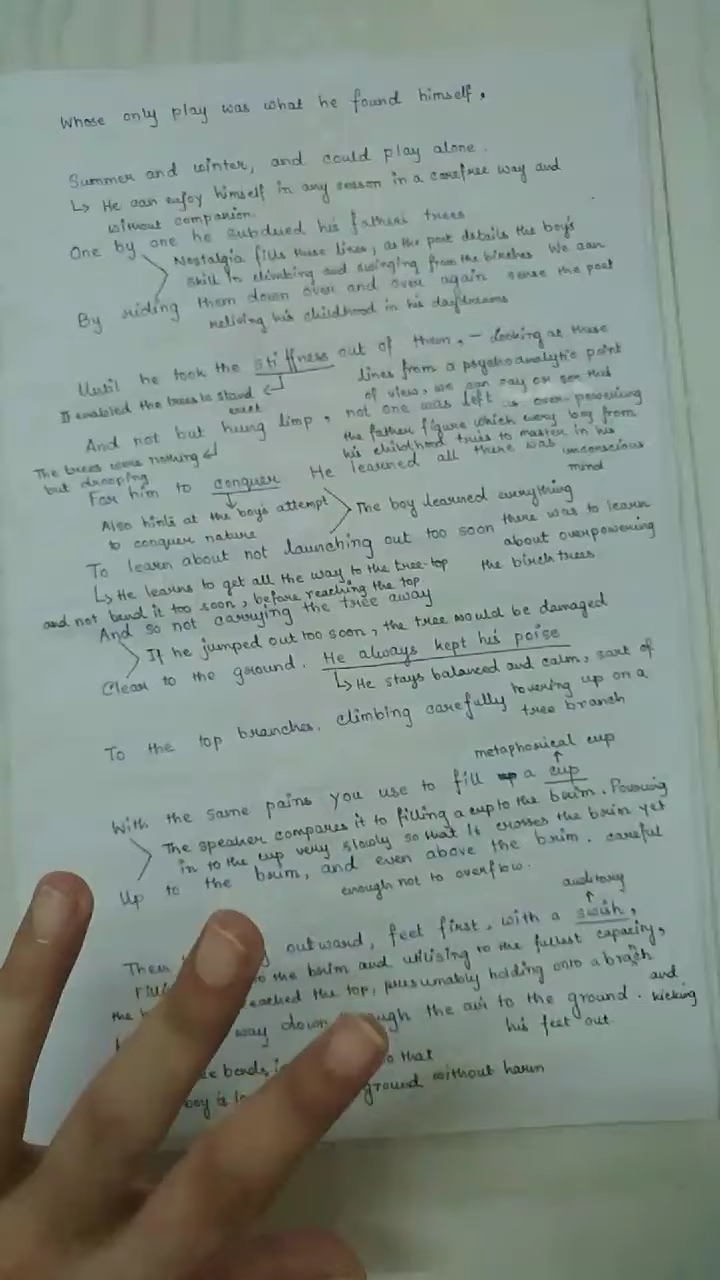 Whose only play was what he found himself,
Summer and winter, and could play alone.
↳ He can enjoy himself in any season in a carefree way and
without companion.
One by one he subdued his father's trees
Nostalgia fills these lines, as the poet details the boy's
skill in climbing and swinging from the birches We can
By riding them down over and over again sense the poet
reliving his childhood in his daydreams
Until he took the stiffness out of them, - Looking at these
It enabled the trees to stand erect
lines from a psychoanalytic point
of view, we can say or see that
And not but hung limp, not one was left is over-powering
The trees were nothing but drooping
the father figure which every boy from
his childhood tries to master in his
unconscious mind
For him to conquer He learned all there was
Also hints at the boy's attempt
to conquer nature
The boy learned everything
there was to learn
about overpowering
the birch trees
To learn about not launching out too soon
↳ He learns to get all the way to the tree-top
and not bend it too soon, before reaching the top
And so not carrying the tree away
If he jumped out too soon, the tree would be damaged
Clear to the ground. He always kept his poise
↳ He stays balanced and calm, sort of
hovering up on a
tree branch
To the top branches, climbing carefully
metaphorical cup
With the same pains you use to fill a cup
The speaker compares it to filling a cup to the brim. Pouring
in to the cup very slowly so that it crosses the brim yet
Up to the brim, and even above the brim. careful
enough not to overflow.
auditory
outward, feet first, with a swish,
the brim and utilising to the fullest capacity,
reached the top, presumably holding onto a branch
and kicking
his feet out.
way down through the air to the ground.
bends
that
boy is
ground without harm